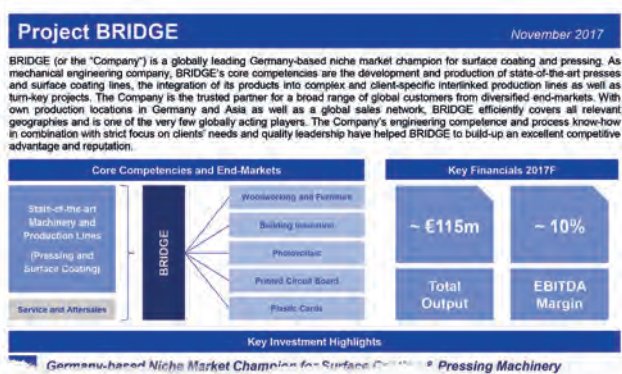 Project BRIDGE
November 2017
BRIDGE (or the "Company") is a globally leading Germany-based niche market champion for surface coating and pressing. As
mechanical engineering company, BRIDGE's core competencies are the development and production of state-of-the-art presses
and surface coating lines, the integration of its products into complex and client-specific interlinked production lines as well as
turn-key projects. The Company is the trusted partner for a broad range of global customers from diversified end-markets. With
own production locations in Germany and Asia as well as a global sales network, BRIDGE efficiently covers all relevant
geographies and is one of the very few globally acting players. The Company's engineering competence and process know-how
in combination with strict focus on clients' needs and quality leadership have helped BRIDGE to build-up an excellent competitive
advantage and reputation.
Core Competencies and End-Markets
State-of-the-art
Machinery and
Production Lines
(Pressing and
Surface Coating)
Service and Aftersales
BRIDGE
Woodworking and Furniture
Building Insulation
Printed Circuit Board
Plastic Cards
Key Financials 2017F
~ €115m
~ 10%
Total
Output
EBITDA
Margin
Key Investment Highlights
Germany-based Niche Market Champion for Surface & Pressing Machinery